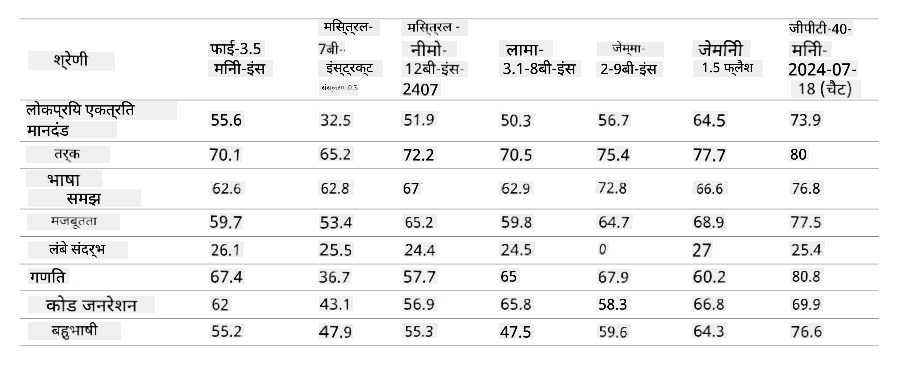 श्रेणी फाई-3.5 मिनी-इंस मिस्ट्रल-7बी-इंस्ट्रक्ट संस्करण-0.3 मिस्ट्रल -नीमो-12बी-इंस-2407 लामा-3.1-8बी-इंस जेम्मा-2-9बी-इंस जेमिनी 1.5 फ्लैश जीपीटी-40-मिनी-2024-07-18 (चैट)
लोकप्रिय एकत्रित मानदंड 55.6 32.5 51.9 50.3 56.7 64.5 73.9
तर्क 70.1 65.2 72.2 70.5 75.4 77.7 80
भाषा समझ 62.6 62.8 67 62.9 72.8 66.6 76.8
मजबूतता 59.7 53.4 65.2 59.8 64.7 68.9 77.5
लंबे संदर्भ 26.1 25.5 24.4 24.5 0 27 25.4
गणित 67.4 36.7 57.7 65 67.9 60.2 80.8
कोड जनरेशन 62 43.1 56.9 65.8 58.3 66.8 69.9
बहुभाषी 55.2 47.9 55.3 47.5 59.6 64.3 76.6